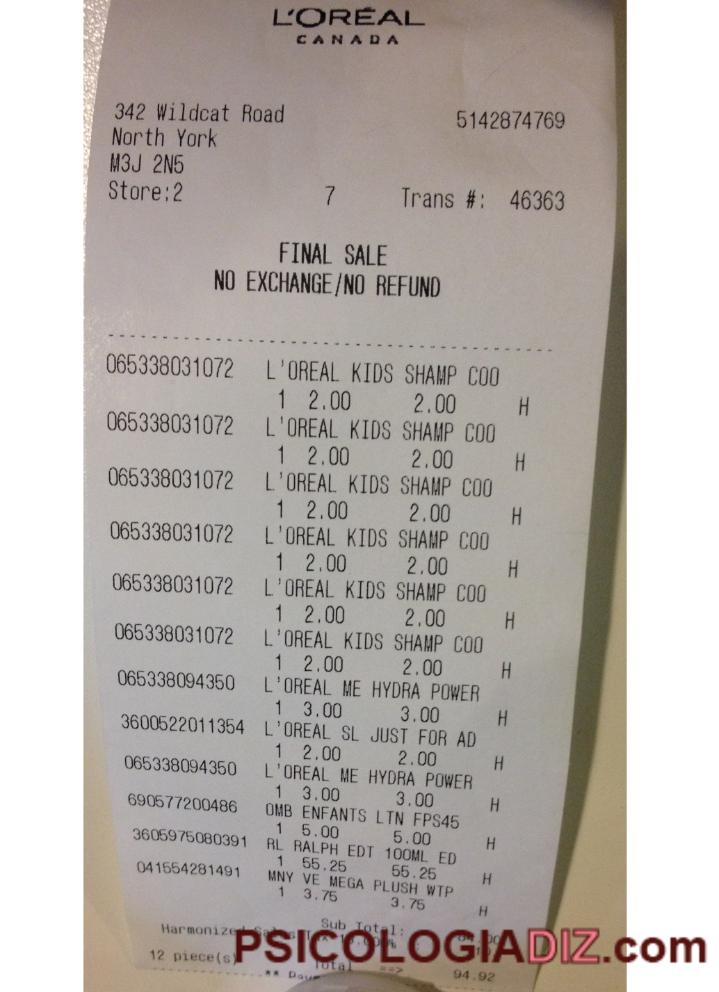 L'ORÉAL
CANADA
342 Wildcat Road 5142874769
North York
M3J 2N5
Store:2 7 Trans #: 46363
FINAL SALE
NO EXCHANGE/NO REFUND
065338031072 L'OREAL KIDS SHAMP COO
1 2.00 2.00 H
065338031072 L'OREAL KIDS SHAMP COO
1 2.00 2.00 H
065338031072 L'OREAL KIDS SHAMP COO
1 2.00 2.00 H
065338031072 L'OREAL KIDS SHAMP COO
1 2.00 2.00 H
065338031072 L'OREAL KIDS SHAMP COO
1 2.00 2.00 H
065338031072 L'OREAL KIDS SHAMP COO
1 2.00 2.00 H
065338094350 L'OREAL ME HYDRA POWER
1 3.00 3.00 H
3600522011354 L'OREAL SL JUST FOR AD
1 2.00 2.00 H
065338094350 L'OREAL ME HYDRA POWER
1 3.00 3.00 H
690577200486 OMB ENFANTS LTN FPS45
1 5.00 5.00 H
3605975080391 RL RALPH EDT 100ML ED
1 55.25 55.25 H
041554281491 MNY VE MEGA PLUSH WTP
1 3.75 3.75 H
Sub Total:
Harmonized
12 piece(s) Total ==> 94.92
PSICOLOGIADIZ.com